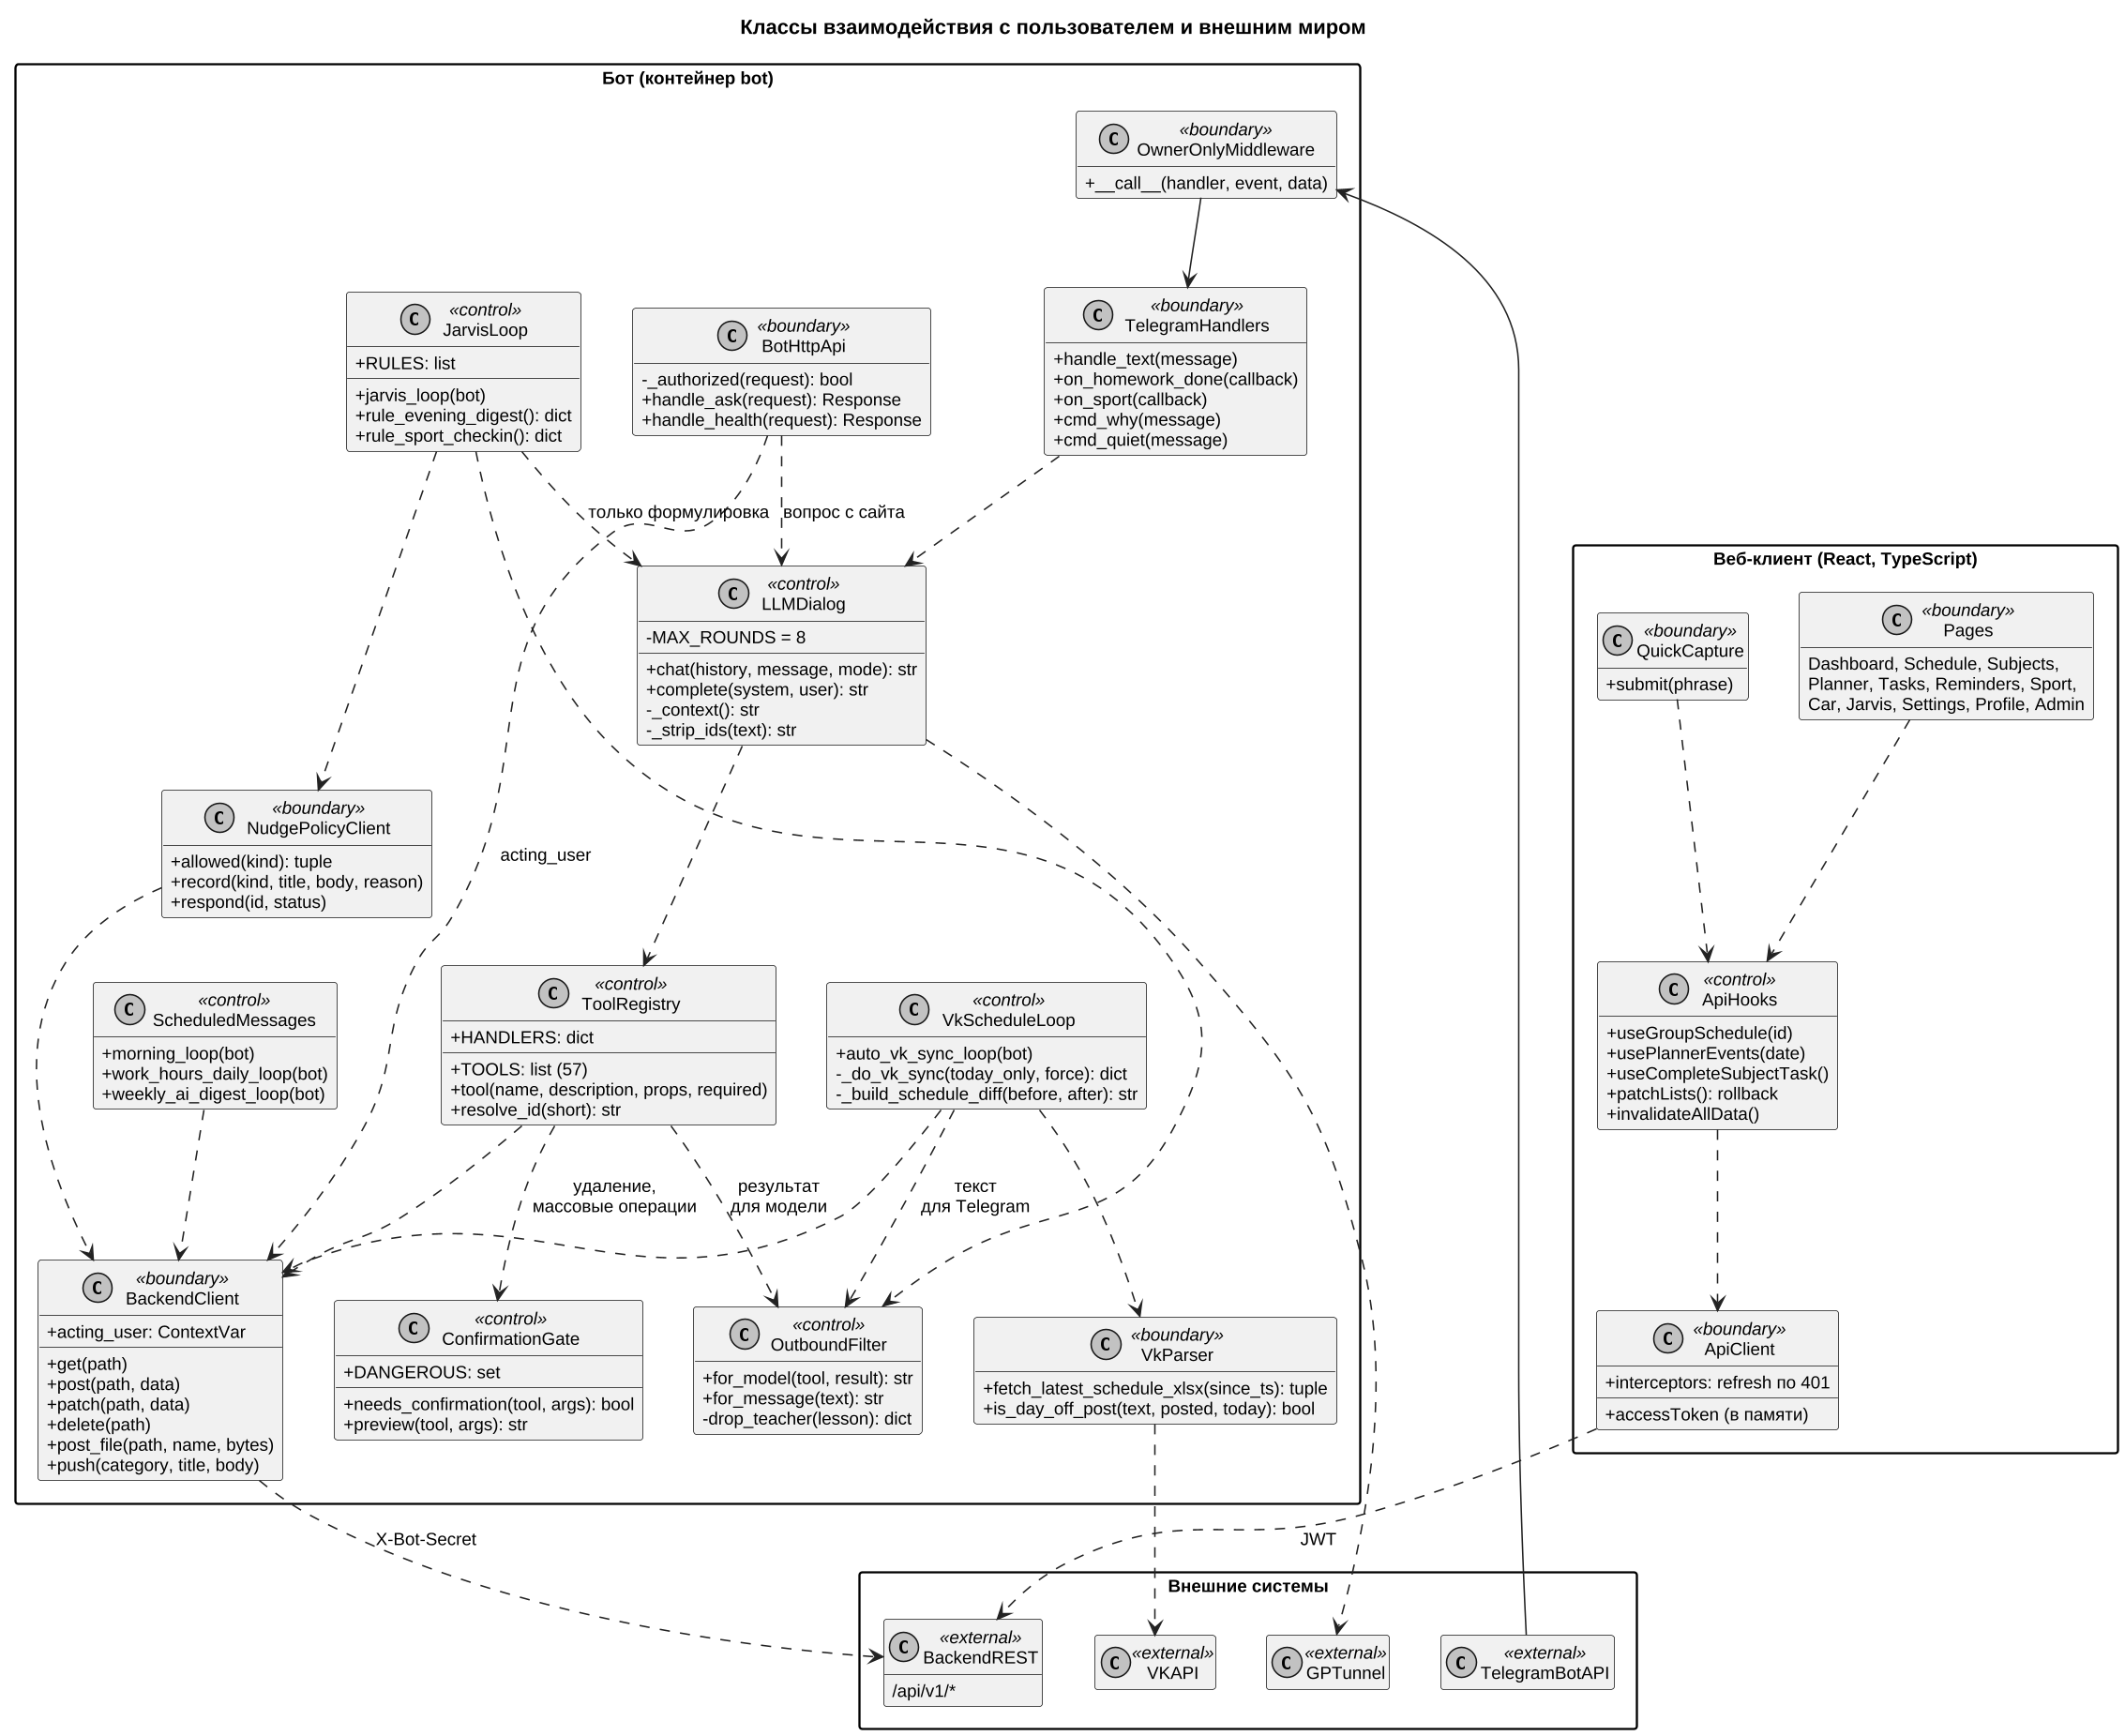 Классы взаимодействия с пользователем и внешним миром
Бот (контейнер bot)
C
«boundary»
OwnerOnlyMiddleware
+__call__(handler, event, data)
C
«control»
JarvisLoop
+RULES: list
+jarvis_loop(bot)
+rule_evening_digest(): dict
+rule_sport_checkin(): dict
C
«boundary»
BotHttpApi
-_authorized(request): bool
+handle_ask(request): Response
+handle_health(request): Response
C
«boundary»
TelegramHandlers
+handle_text(message)
+on_homework_done(callback)
+on_sport(callback)
+cmd_why(message)
+cmd_quiet(message)
только формулировка
вопрос с сайта
C
«control»
LLMDialog
-MAX_ROUNDS = 8
+chat(history, message, mode): str
+complete(system, user): str
-_context(): str
-_strip_ids(text): str
Веб-клиент (React, TypeScript)
C
«boundary»
QuickCapture
+submit(phrase)
C
«boundary»
Pages
Dashboard, Schedule, Subjects,
Planner, Tasks, Reminders, Sport,
Car, Jarvis, Settings, Profile, Admin
C
«boundary»
NudgePolicyClient
+allowed(kind): tuple
+record(kind, title, body, reason)
+respond(id, status)
acting_user
C
«control»
ScheduledMessages
+morning_loop(bot)
+work_hours_daily_loop(bot)
+weekly_ai_digest_loop(bot)
C
«control»
ToolRegistry
+HANDLERS: dict
+TOOLS: list (57)
+tool(name, description, props, required)
+resolve_id(short): str
C
«control»
VkScheduleLoop
+auto_vk_sync_loop(bot)
-_do_vk_sync(today_only, force): dict
-_build_schedule_diff(before, after): str
C
«control»
ApiHooks
+useGroupSchedule(id)
+usePlannerEvents(date)
+useCompleteSubjectTask()
+patchLists(): rollback
+invalidateAllData()
удаление,
массовые операции
результат
для модели
текст
для Telegram
C
«boundary»
BackendClient
+acting_user: ContextVar
+get(path)
+post(path, data)
+patch(path, data)
+delete(path)
+post_file(path, name, bytes)
+push(category, title, body)
C
«control»
ConfirmationGate
+DANGEROUS: set
+needs_confirmation(tool, args): bool
+preview(tool, args): str
C
«control»
OutboundFilter
+for_model(tool, result): str
+for_message(text): str
-drop_teacher(lesson): dict
C
«boundary»
VkParser
+fetch_latest_schedule_xlsx(since_ts): tuple
+is_day_off_post(text, posted, today): bool
C
«boundary»
ApiClient
+interceptors: refresh по 401
+accessToken (в памяти)
X-Bot-Secret
JWT
Внешние системы
C
«external»
BackendREST
/api/v1/*
C
«external»
VKAPI
C
«external»
GPTunnel
C
«external»
TelegramBotAPI